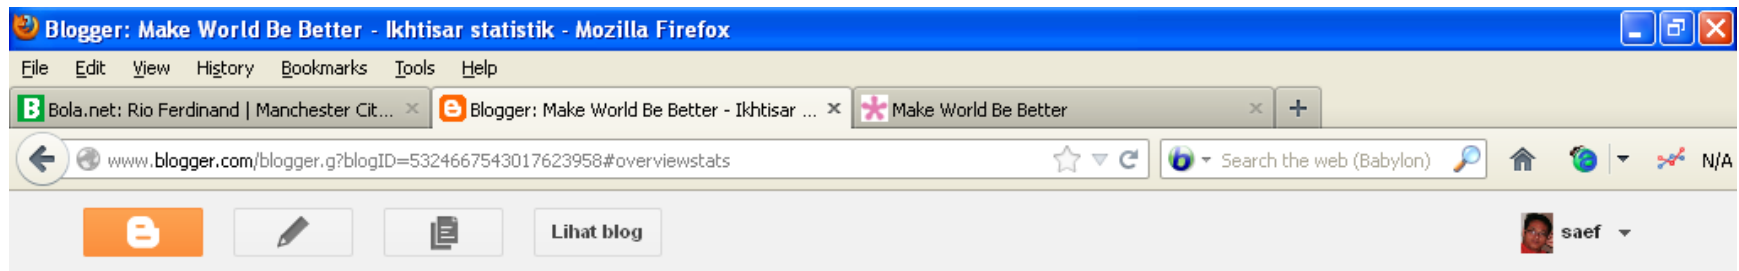 Blogger: Make World Be Better - Ikhtisar statistik - Mozilla Firefox
File Edit View History Bookmarks Tools Help
B Bola.net: Rio Ferdinand | Manchester Cit... Blogger: Make World Be Better - Ikhtisar ... Make World Be Better
www.blogger.com/blogger.g?blogID=5324667543017623958#overviewstats Search the web (Babylon) N/A
Lihat blog saef